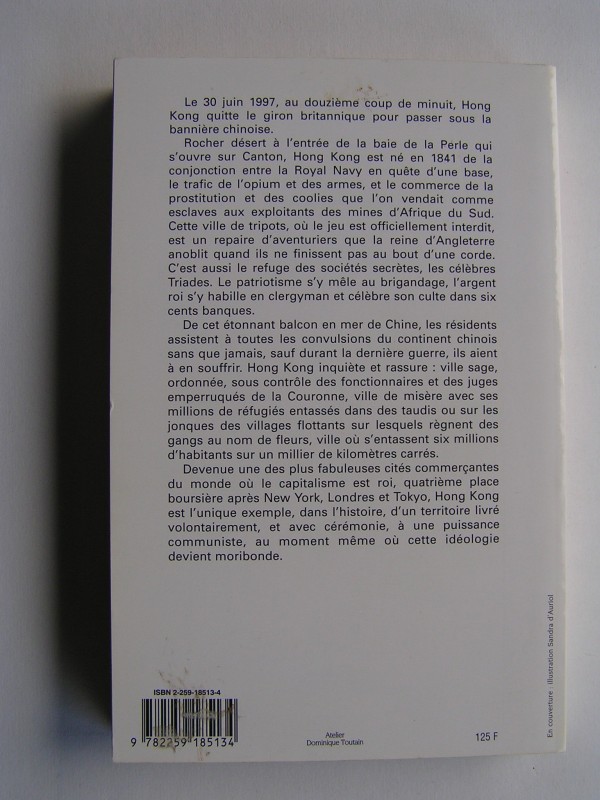 Le 30 juin 1997, au douzième coup de minuit, Hong
Kong quitte le giron britannique pour passer sous la
bannière chinoise.
Rocher désert à l'entrée de la baie de la Perle qui
s'ouvre sur Canton, Hong Kong est né en 1841 de la
conjonction entre la Royal Navy en quête d'une base,
le trafic de l'opium et des armes, et le commerce de la
prostitution et des coolies que l'on vendait comme
esclaves aux exploitants des mines d'Afrique du Sud.
Cette ville de tripots, où le jeu est officiellement interdit,
est un repaire d'aventuriers que la reine d'Angleterre
anoblit quand ils ne finissent pas au bout d'une corde.
C'est aussi le refuge des sociétés secrètes, les célèbres
Triades. Le patriotisme s'y mêle au brigandage, l'argent
roi s'y habille en clergyman et célèbre son culte dans six
cents banques.
De cet étonnant balcon en mer de Chine, les résidents
assistent à toutes les convulsions du continent chinois
sans que jamais, sauf durant la dernière guerre, ils aient
à en souffrir. Hong Kong inquiète et rassure : ville sage,
ordonnée, sous contrôle des fonctionnaires et des juges
emperruqués de la Couronne, ville de misère avec ses
millions de réfugiés entassés dans des taudis ou sur les
jonques des villages flottants sur lesquels règnent des
gangs au nom de fleurs, ville où s'entassent six millions
d'habitants sur un millier de kilomètres carrés.
Devenue une des plus fabuleuses cités commerçantes
du monde où le capitalisme est roi, quatrième place
boursière après New York, Londres et Tokyo, Hong Kong
est l'unique exemple, dans l'histoire, d'un territoire livré
volontairement, et avec cérémonie, à une puissance
communiste, au moment même où cette idéologie
devient moribonde.
En couverture : Illustration Sandra d'Auriol
ISBN 2-259-18513-4
9 782259 185134
Atelier
Dominique Toutain
125 F